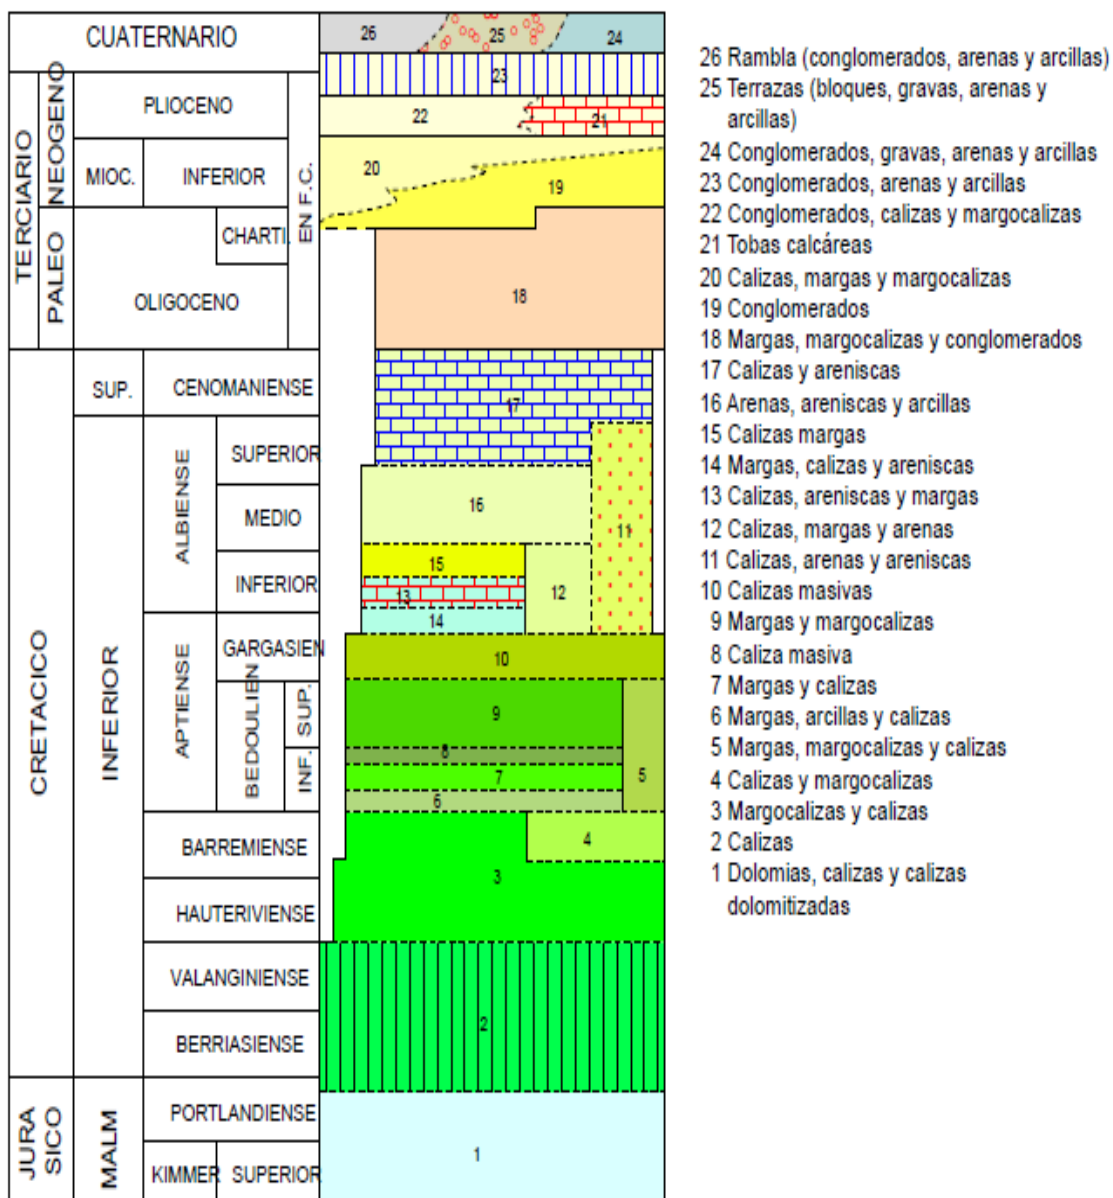 CUATERNARIO
TERCIARIO
NEOGENO
PLIOCENO
MIOC.
INFERIOR
EN F.C.
PALEO
CHARTI.
OLIGOCENO
CRETACICO
SUP.
CENOMANIENSE
INFERIOR
ALBIENSE
SUPERIOR
MEDIO
INFERIOR
APTIENSE
GARGASIEN
BEDOULIEN
SUP.
INF.
BARREMIENSE
HAUTERIVIENSE
VALANGINIENSE
BERRIASIENSE
JURA
SICO
MALM
PORTLANDIENSE
KIMMER
SUPERIOR
26
25
24
23
22
21
20
19
18
17
16
11
15
13
12
14
10
9
8
7
5
6
4
3
2
1
26 Rambla (conglomerados, arenas y arcillas)
25 Terrazas (bloques, gravas, arenas y
arcillas)
24 Conglomerados, gravas, arenas y arcillas
23 Conglomerados, arenas y arcillas
22 Conglomerados, calizas y margocalizas
21 Tobas calcáreas
20 Calizas, margas y margocalizas
19 Conglomerados
18 Margas, margocalizas y conglomerados
17 Calizas y areniscas
16 Arenas, areniscas y arcillas
15 Calizas margas
14 Margas, calizas y areniscas
13 Calizas, areniscas y margas
12 Calizas, margas y arenas
11 Calizas, arenas y areniscas
10 Calizas masivas
9 Margas y margocalizas
8 Caliza masiva
7 Margas y calizas
6 Margas, arcillas y calizas
5 Margas, margocalizas y calizas
4 Calizas y margocalizas
3 Margocalizas y calizas
2 Calizas
1 Dolomias, calizas y calizas
dolomitizadas